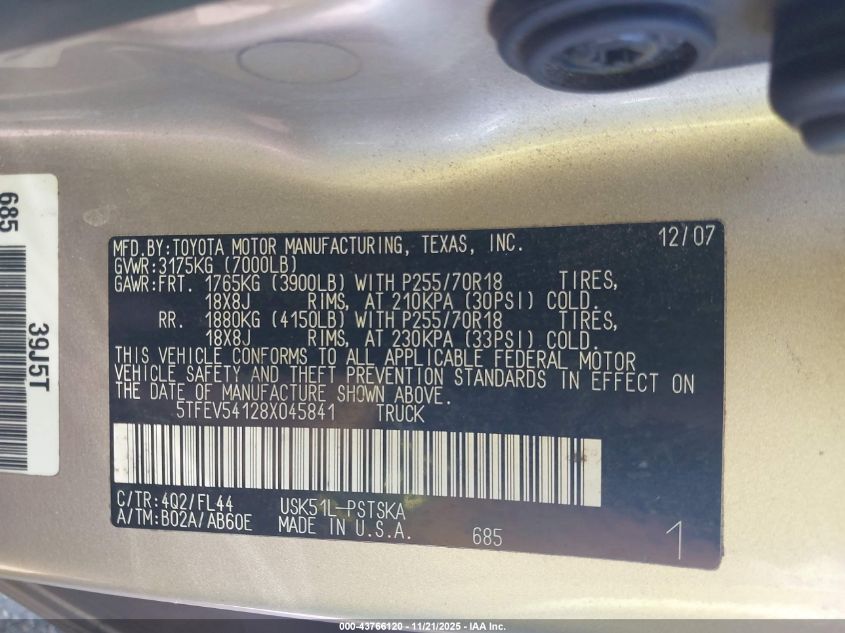 MFD.BY:TOYOTA MOTOR MANUFACTURING, TEXAS, INC. 12/07
GVWR:3175KG (7000LB)
GAWR:FRT. 1765KG (3900LB) WITH P255/70R18 TIRES,
18X8J RIMS, AT 210KPA (30PSI) COLD.
RR. 1880KG (4150LB) WITH P255/70R18 TIRES,
18X8J RIMS, AT 230KPA (33PSI) COLD.
THIS VEHICLE CONFORMS TO ALL APPLICABLE FEDERAL MOTOR
VEHICLE SAFETY AND THEFT PREVENTION STANDARDS IN EFFECT ON
THE DATE OF MANUFACTURE SHOWN ABOVE.
5TFEV54128X045841 TRUCK
C/TR:4Q2/FL44 USK51L-PSTSKA
A/TM:B02A/AB60E MADE IN U.S.A. 685 1
685
39J5T
000-43766120 - 11/21/2025 - IAA Inc.